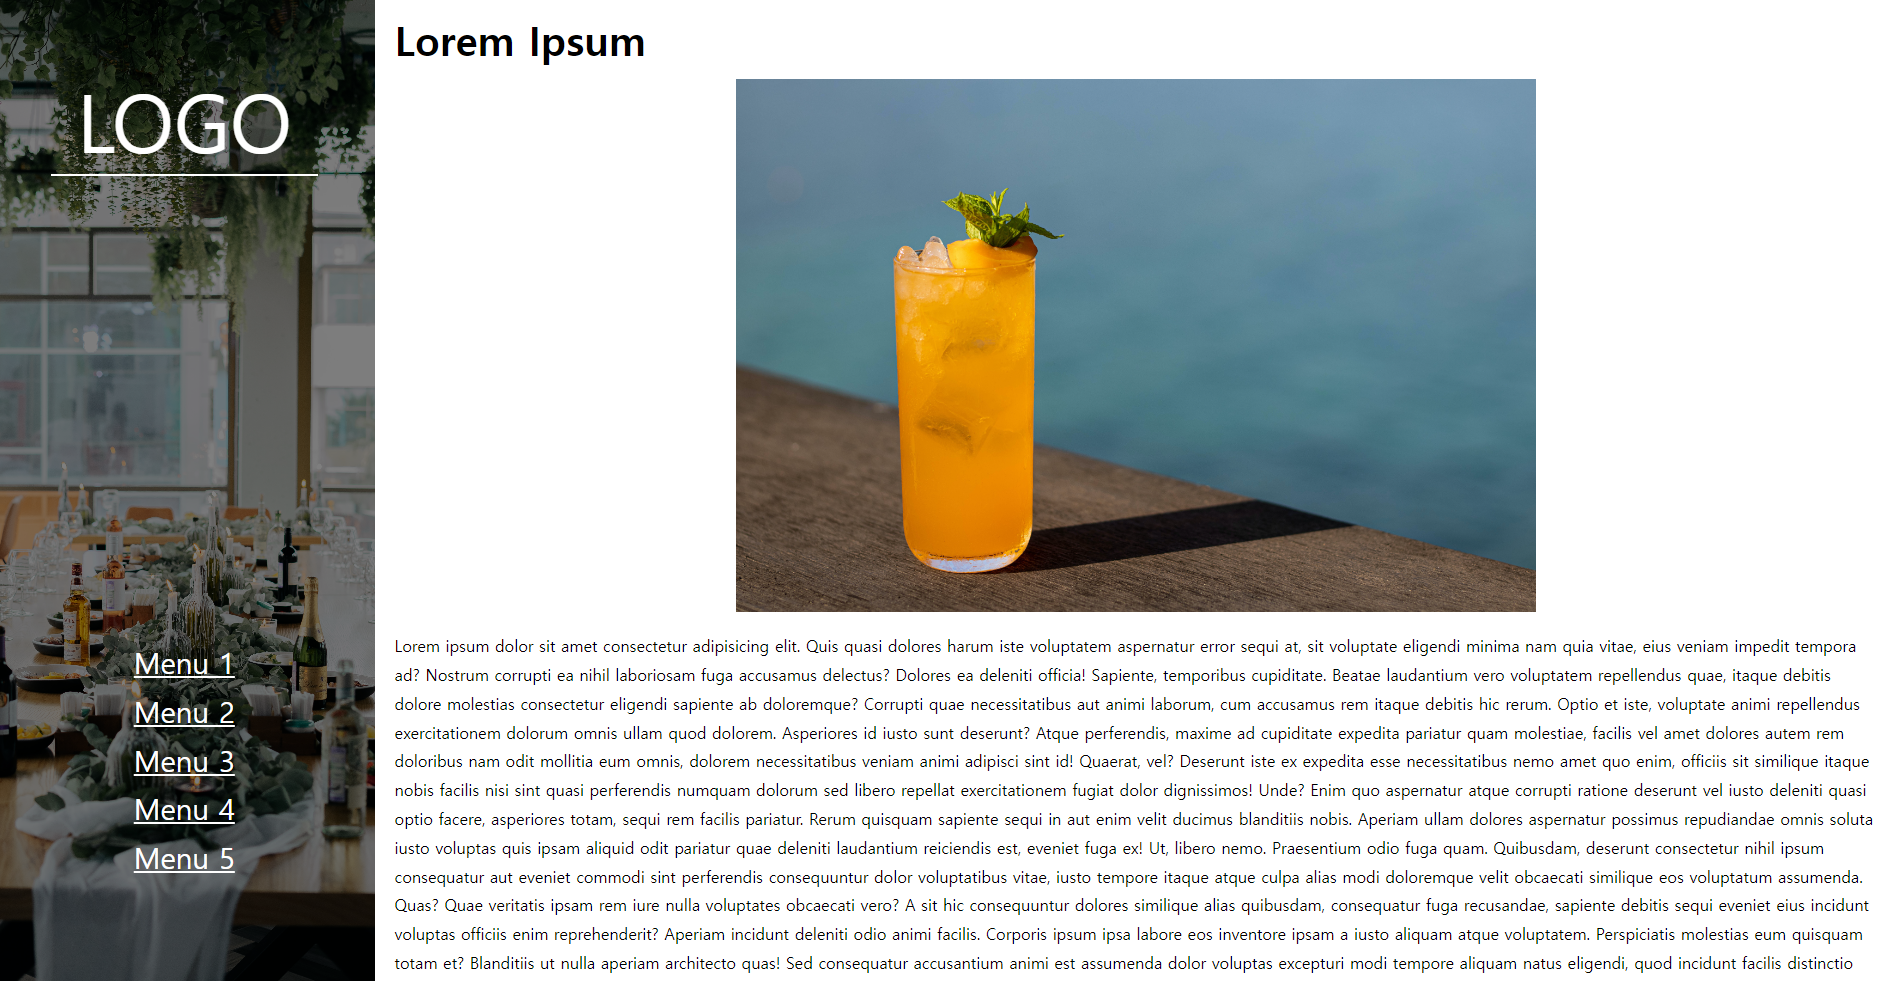 LOGO
Menu 1
Menu 2
Menu 3
Menu 4
Menu 5
Lorem Ipsum
Lorem ipsum dolor sit amet consectetur adipisicing elit. Quis quasi dolores harum iste voluptatem aspernatur error sequi at, sit voluptate eligendi minima nam quia vitae, eius veniam impedit tempora
ad? Nostrum corrupti ea nihil laboriosam fuga accusamus delectus? Dolores ea deleniti officia! Sapiente, temporibus cupiditate. Beatae laudantium vero voluptatem repellendus quae, itaque debitis
dolore molestias consectetur eligendi sapiente ab doloremque? Corrupti quae necessitatibus aut animi laborum, cum accusamus rem itaque debitis hic rerum. Optio et iste, voluptate animi repellendus
exercitationem dolorum omnis ullam quod dolorem. Asperiores id iusto sunt deserunt? Atque perferendis, maxime ad cupiditate expedita pariatur quam molestiae, facilis vel amet dolores autem rem
doloribus nam odit mollitia eum omnis, dolorem necessitatibus veniam animi adipisci sint id! Quaerat, vel? Deserunt iste ex expedita esse necessitatibus nemo amet quo enim, officiis sit similique itaque
nobis facilis nisi sint quasi perferendis numquam dolorum sed libero repellat exercitationem fugiat dolor dignissimos! Unde? Enim quo aspernatur atque corrupti ratione deserunt vel iusto deleniti quasi
optio facere, asperiores totam, sequi rem facilis pariatur. Rerum quisquam sapiente sequi in aut enim velit ducimus blanditiis nobis. Aperiam ullam dolores aspernatur possimus repudiandae omnis soluta
iusto voluptas quis ipsam aliquid odit pariatur quae deleniti laudantium reiciendis est, eveniet fuga ex! Ut, libero nemo. Praesentium odio fuga quam. Quibusdam, deserunt consectetur nihil ipsum
consequatur aut eveniet commodi sint perferendis consequuntur dolor voluptatibus vitae, iusto tempore itaque atque culpa alias modi doloremque velit obcaecati similique eos voluptatum assumenda.
Quas? Quae veritatis ipsam rem iure nulla voluptates obcaecati vero? A sit hic consequuntur dolores similique alias quibusdam, consequatur fuga recusandae, sapiente debitis sequi eveniet eius incidunt
voluptas officiis enim reprehenderit? Aperiam incidunt deleniti odio animi facilis. Corporis ipsum ipsa labore eos inventore ipsam a iusto aliquam atque voluptatem. Perspiciatis molestias eum quisquam
totam et? Blanditiis ut nulla aperiam architecto quas! Sed consequatur accusantium animi est assumenda dolor voluptas excepturi modi tempore aliquam natus eligendi, quod incidunt facilis distinctio